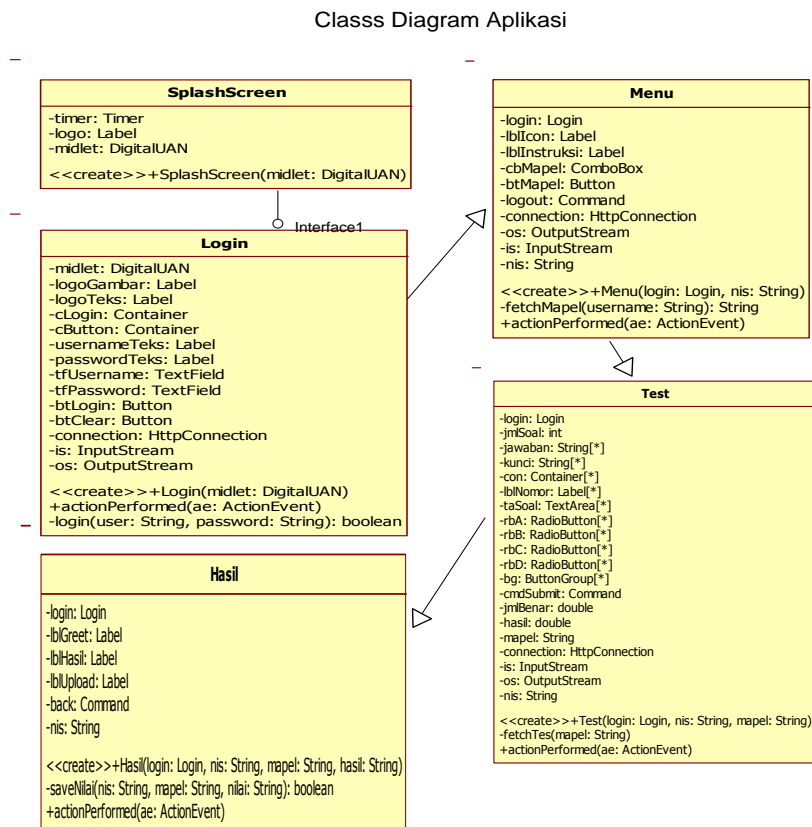 Classs Diagram Aplikasi
SplashScreen
-timer: Timer
-logo: Label
-midlet: DigitalUAN
<<create>>+SplashScreen(midlet: DigitalUAN)
Interface1
Login
-midlet: DigitalUAN
-logoGambar: Label
-logoTeks: Label
-cLogin: Container
-cButton: Container
-usernameTeks: Label
-passwordTeks: Label
-tfUsername: TextField
-tfPassword: TextField
-btLogin: Button
-btClear: Button
-connection: HttpConnection
-is: InputStream
-os: OutputStream
<<create>>+Login(midlet: DigitalUAN)
+actionPerformed(ae: ActionEvent)
-login(user: String, password: String): boolean
Hasil
-login: Login
-lblGreet: Label
-lblHasil: Label
-lblUpload: Label
-back: Command
-nis: String
<<create>>+Hasil(login: Login, nis: String, mapel: String, hasil: String)
-saveNilai(nis: String, mapel: String, nilai: String): boolean
+actionPerformed(ae: ActionEvent)
Menu
-login: Login
-lblIcon: Label
-lblInstruksi: Label
-cbMapel: ComboBox
-btMapel: Button
-logout: Command
-connection: HttpConnection
-os: OutputStream
-is: InputStream
-nis: String
<<create>>+Menu(login: Login, nis: String)
-fetchMapel(username: String): String
+actionPerformed(ae: ActionEvent)
Test
-login: Login
-jmlSoal: int
-jawaban: String[*]
-kunci: String[*]
-con: Container[*]
-lblNomor: Label[*]
-taSoal: TextArea[*]
-rbA: RadioButton[*]
-rbB: RadioButton[*]
-rbC: RadioButton[*]
-rbD: RadioButton[*]
-bg: ButtonGroup[*]
-cmdSubmit: Command
-jmlBenar: double
-hasil: double
-mapel: String
-connection: HttpConnection
-is: InputStream
-os: OutputStream
-nis: String
<<create>>+Test(login: Login, nis: String, mapel: String)
-fetchTes(mapel: String)
+actionPerformed(ae: ActionEvent)